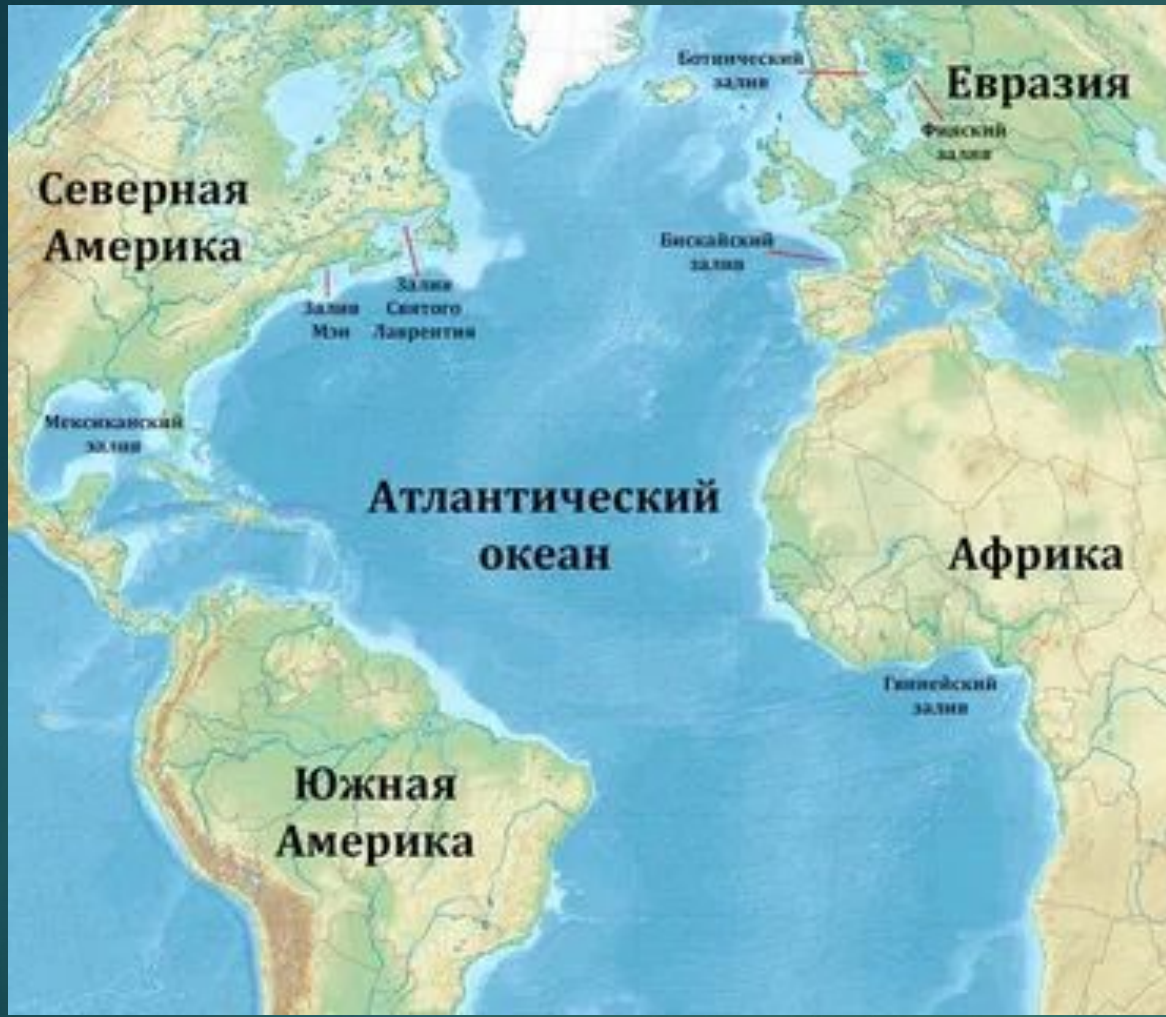 Ботнический
залив
Евразия
Финский
залив
Северная
Америка
Бискайский
залив
Залив
Святого
Лаврентия
Залив
Мэн
Мексиканский
залив
Атлантический
океан
Африка
Гвинейский
залив
Южная
Америка